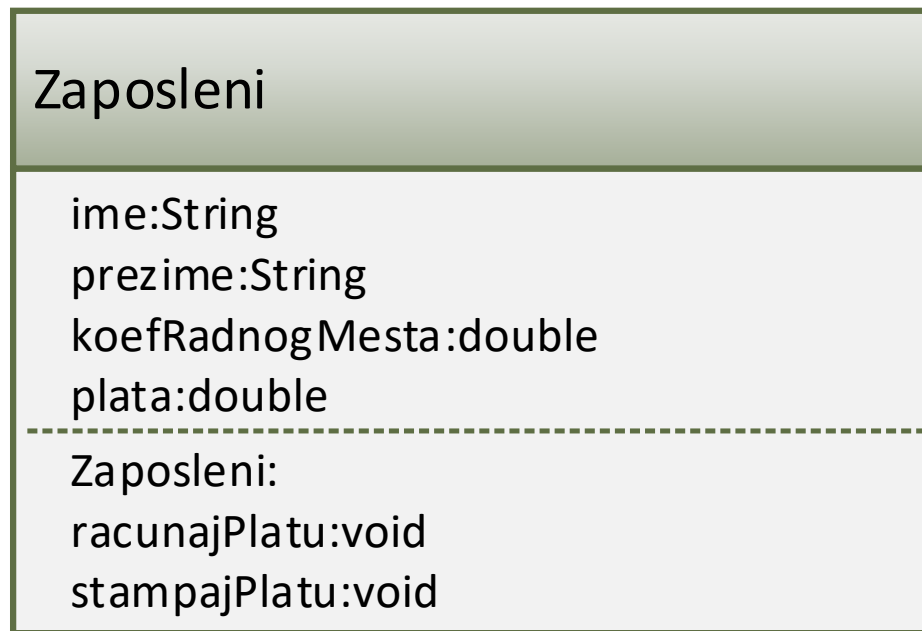 Zaposleni
ime:String
prezime:String
koefRadnogMesta:double
plata:double
Zaposleni:
racunajPlatu:void
stampajPlatu:void